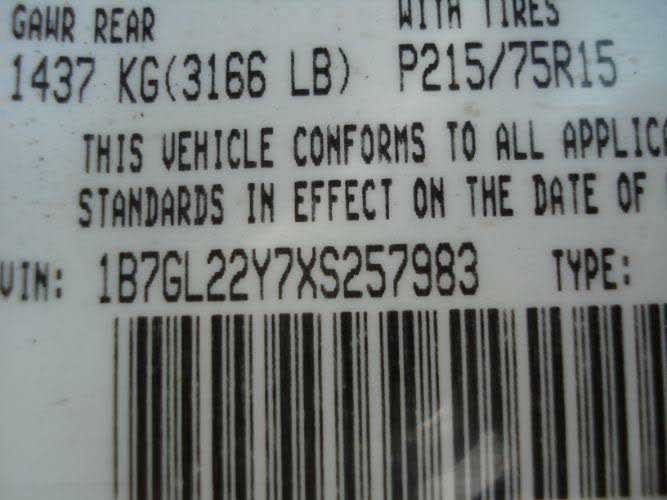 GAWR REAR WITH TIRES
1437 KG(3166 LB) P215/75R15
THIS VEHICLE CONFORMS TO ALL APPLICA
STANDARDS IN EFFECT ON THE DATE OF
VIN: 1B7GL22Y7XS257983 TYPE: